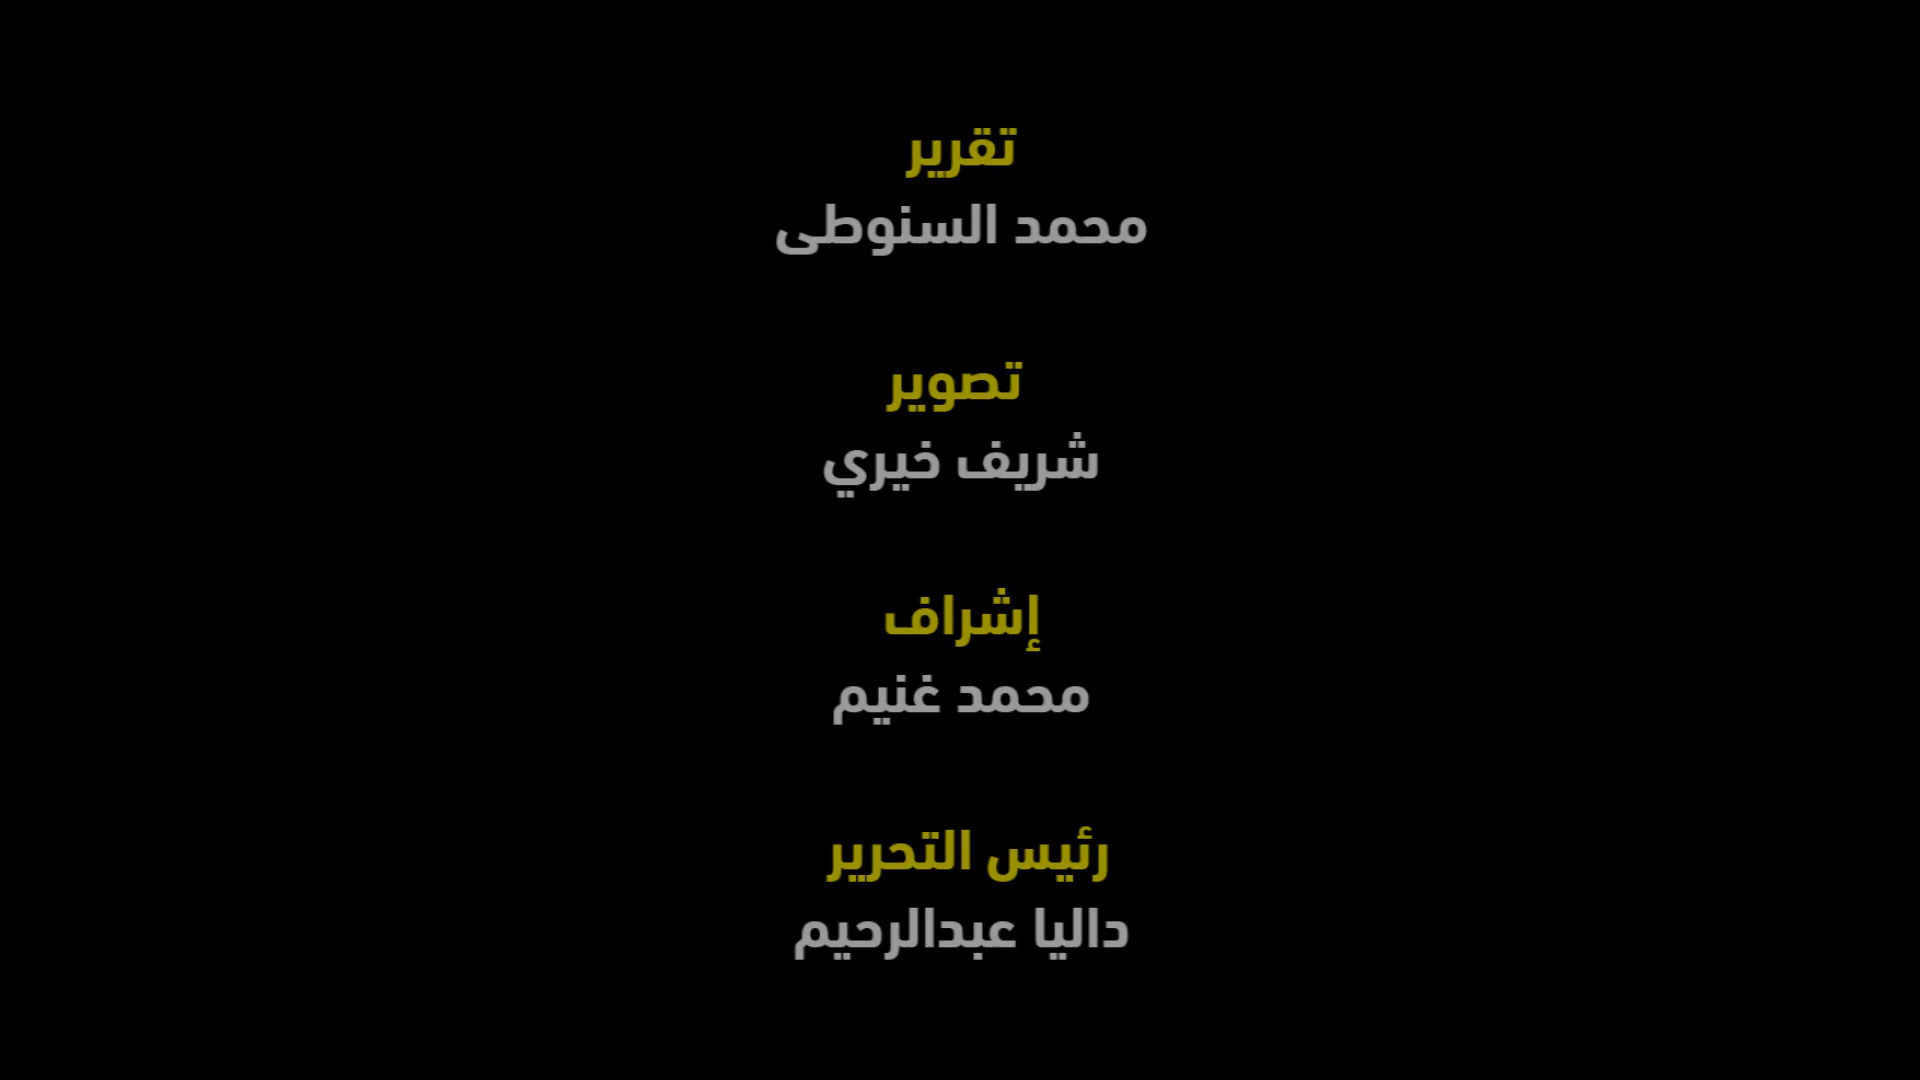 تقرير
محمد السنوطى
تصوير
شريف خيري
إشراف
محمد غنيم
رئيس التحرير
داليا عبدالرحيم